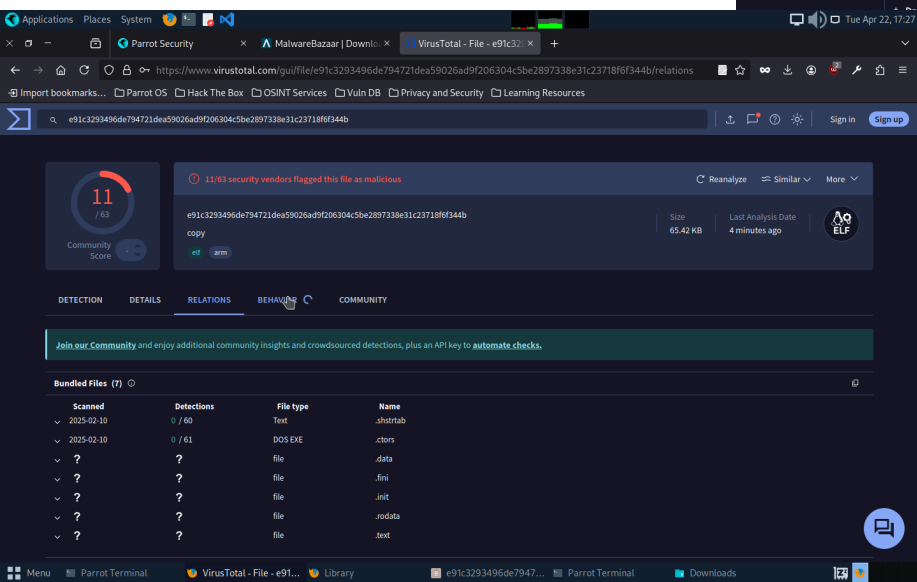 Applications Places System Tue Apr 22, 17:27
Parrot Security × MalwareBazaar | Downlo × VirusTotal - File - e91c32 × +
https://www.virustotal.com/gui/file/e91c3293496de794721dea59026ad9f206304c5be2897338e31c23718f6f344b/relations 2
Import bookmarks... Parrot OS Hack The Box OSINT Services Vuln DB Privacy and Security Learning Resources
e91c3293496de794721dea59026ad9f206304c5be2897338e31c23718f6f344b Sign in Sign up
11
/ 63
Community
Score
11/63 security vendors flagged this file as malicious Reanalyze Similar More
e91c3293496de794721dea59026ad9f206304c5be2897338e31c23718f6f344b
copy
elf arm
Size
65.42 KB
Last Analysis Date
4 minutes ago
ELF
DETECTION DETAILS RELATIONS BEHAVIOR COMMUNITY
Join our Community and enjoy additional community insights and crowdsourced detections, plus an API key to automate checks.
Bundled Files (7)
Scanned Detections File type Name
2025-02-10 0 / 60 Text .shstrtab
2025-02-10 0 / 61 DOS EXE .ctors
? ? file .data
? ? file .fini
? ? file .init
? ? file .rodata
? ? file .text
Menu Parrot Terminal VirusTotal - File - e91... Library e91c3293496de7947... Parrot Terminal Downloads